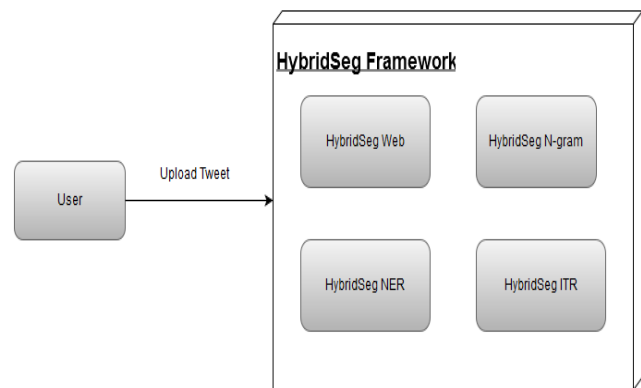 HybridSeg Framework
HybridSeg Web
HybridSeg N-gram
Upload Tweet
User
HybridSeg NER
HybridSeg ITR